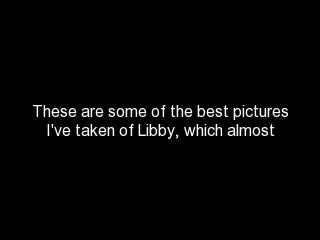 These are some of the best pictures
I've taken of Libby, which almost